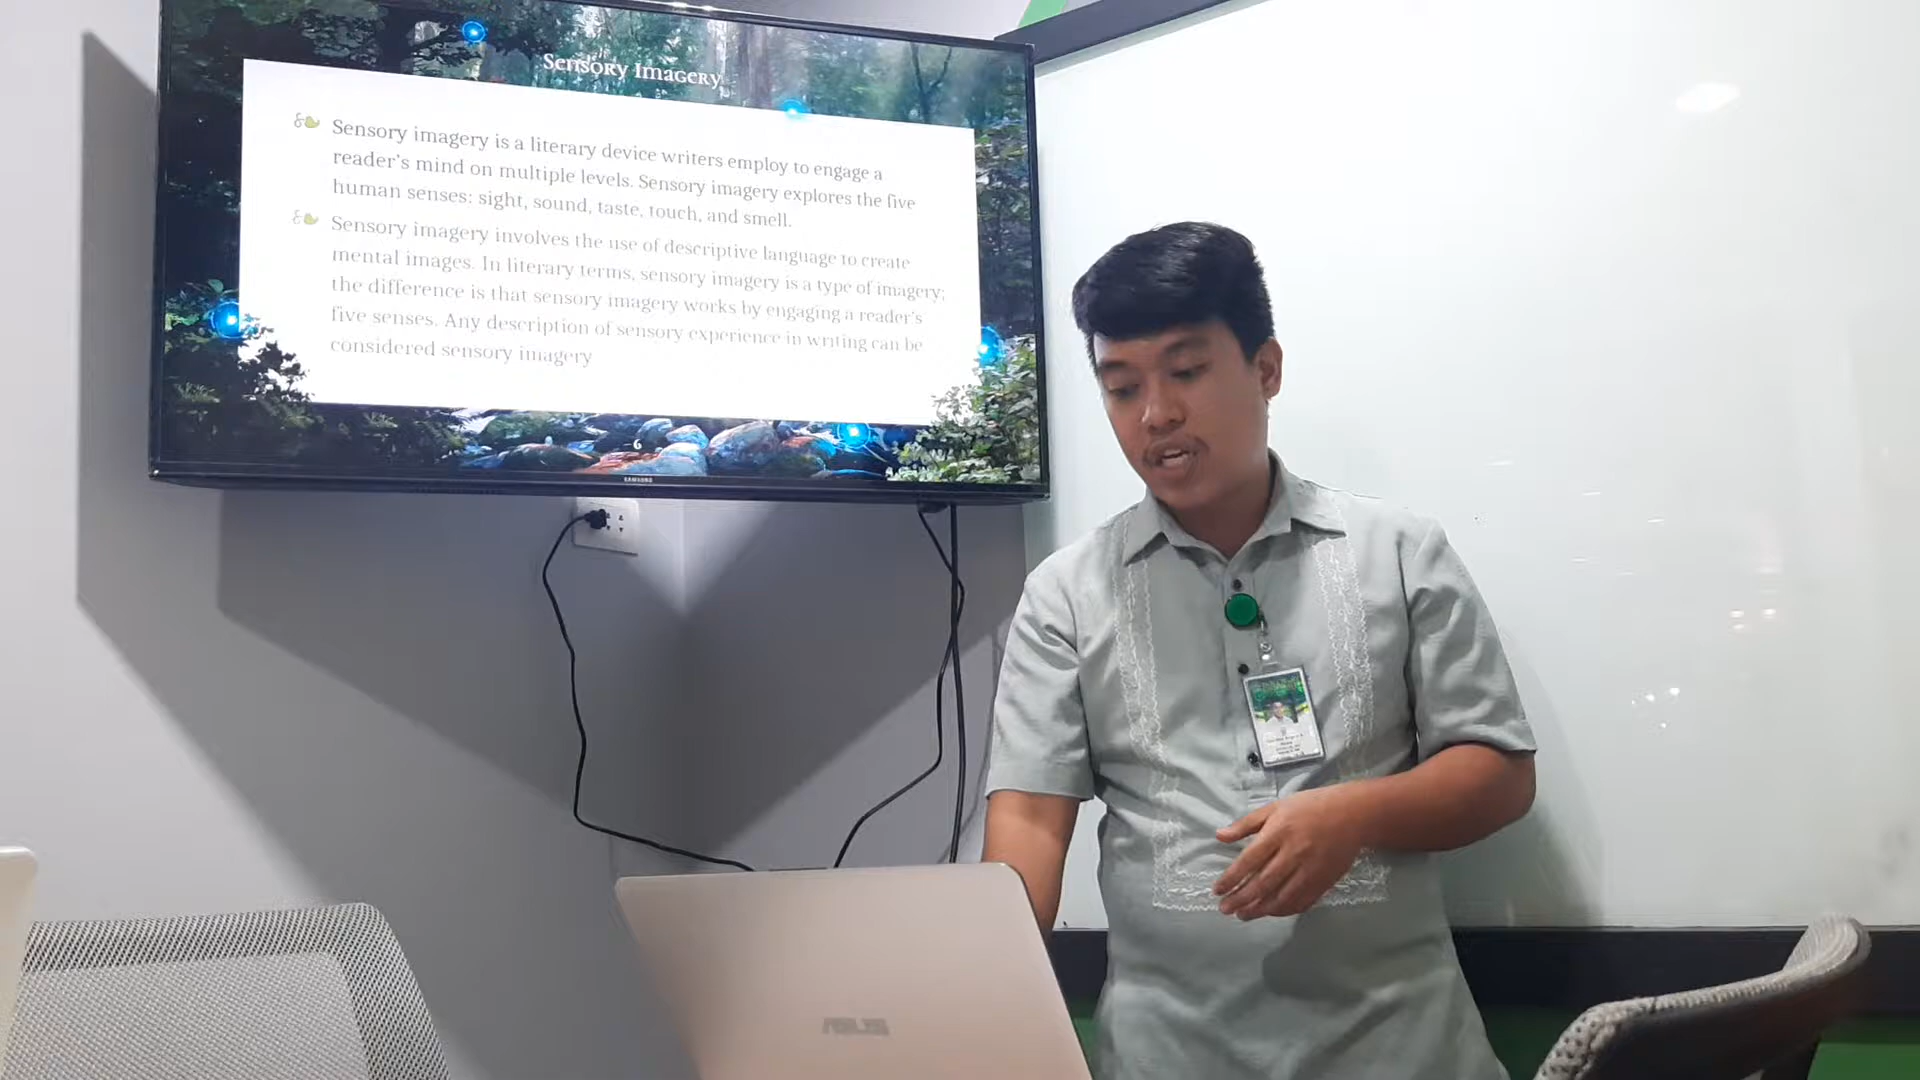 Sensory Imagery
Sensory imagery is a literary device writers employ to engage a
reader's mind on multiple levels. Sensory imagery explores the five
human senses: sight, sound, taste, touch, and smell.
Sensory imagery involves the use of descriptive language to create
mental images. In literary terms, sensory imagery is a type of imagery;
the difference is that sensory imagery works by engaging a reader's
five senses. Any description of sensory experience in writing can be
considered sensory imagery
6
SAMSUNG
ASUS